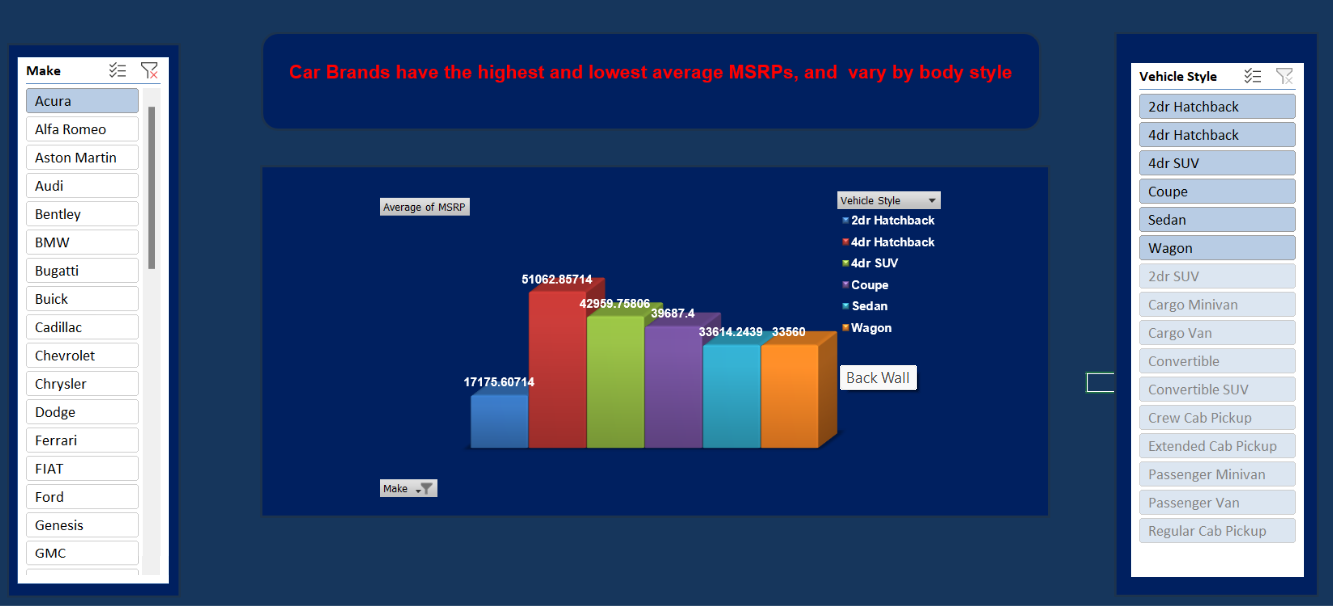 Car Brands have the highest and lowest average MSRPs, and  vary by body style
Make
Acura
Alfa Romeo
Aston Martin
Audi
Bentley
BMW
Bugatti
Buick
Cadillac
Chevrolet
Chrysler
Dodge
Ferrari
FIAT
Ford
Genesis
GMC
Average of MSRP
51062.85714
42959.75806
39687.4
33614.2439
33560
17175.60714
Make
Vehicle Style
2dr Hatchback
4dr Hatchback
4dr SUV
Coupe
Sedan
Wagon
Back Wall
Vehicle Style
2dr Hatchback
4dr Hatchback
4dr SUV
Coupe
Sedan
Wagon
2dr SUV
Cargo Minivan
Cargo Van
Convertible
Convertible SUV
Crew Cab Pickup
Extended Cab Pickup
Passenger Minivan
Passenger Van
Regular Cab Pickup